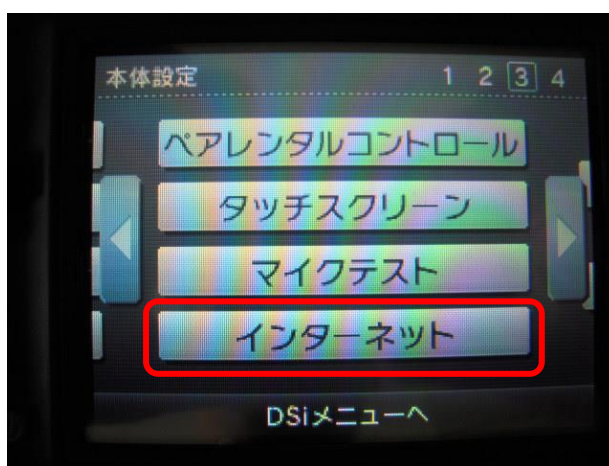 本体設定 1 2 3 4
ペアレンタルコントロール
タッチスクリーン
マイクテスト
インターネット
DSiメニューへ